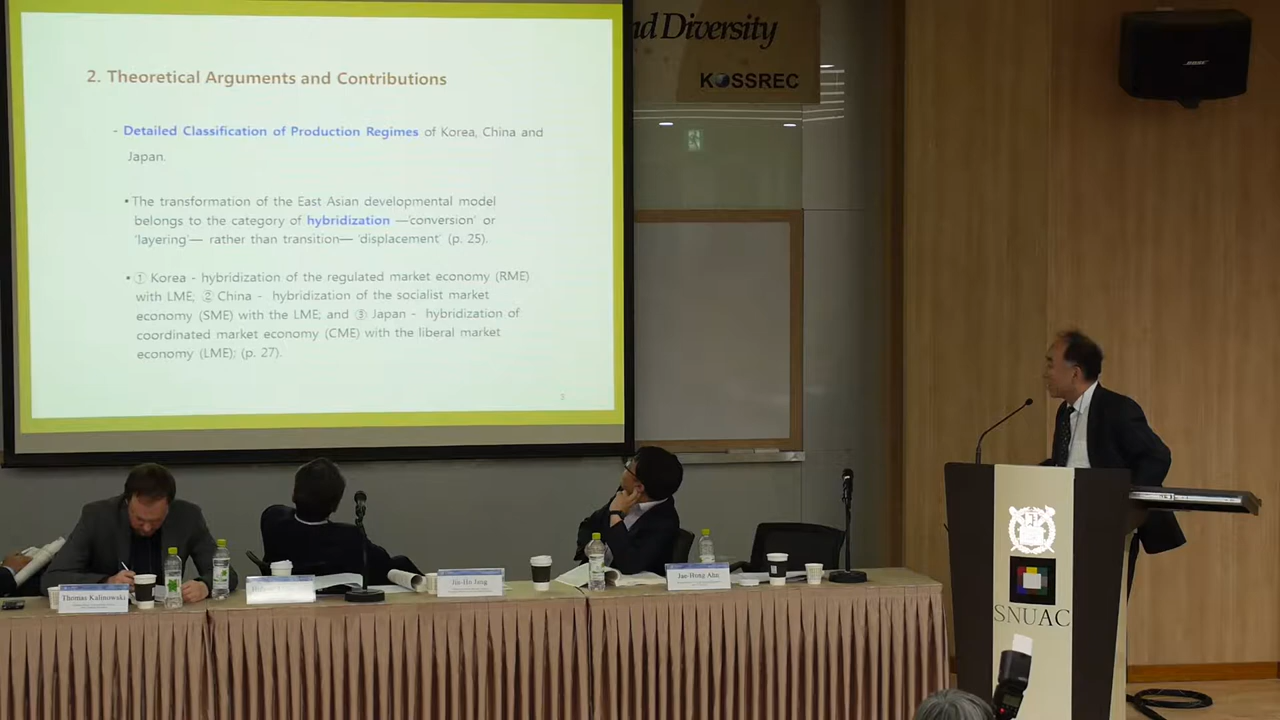 2. Theoretical Arguments and Contributions
- Detailed Classification of Production Regimes of Korea, China and
Japan.
•The transformation of the East Asian developmental model
belongs to the category of hybridization —'conversion' or
'layering'— rather than transition— 'displacement' (p. 25).
• ① Korea - hybridization of the regulated market economy (RME)
with LME; ② China - hybridization of the socialist market
economy (SME) with the LME; and ③ Japan - hybridization of
coordinated market economy (CME) with the liberal market
economy (LME); (p. 27).
3
nd Diversity
KOSSREC
BOSE
Thomas Kalinowski
Jin-Ho Jang
Jae-Hung Ahn
SNUAC